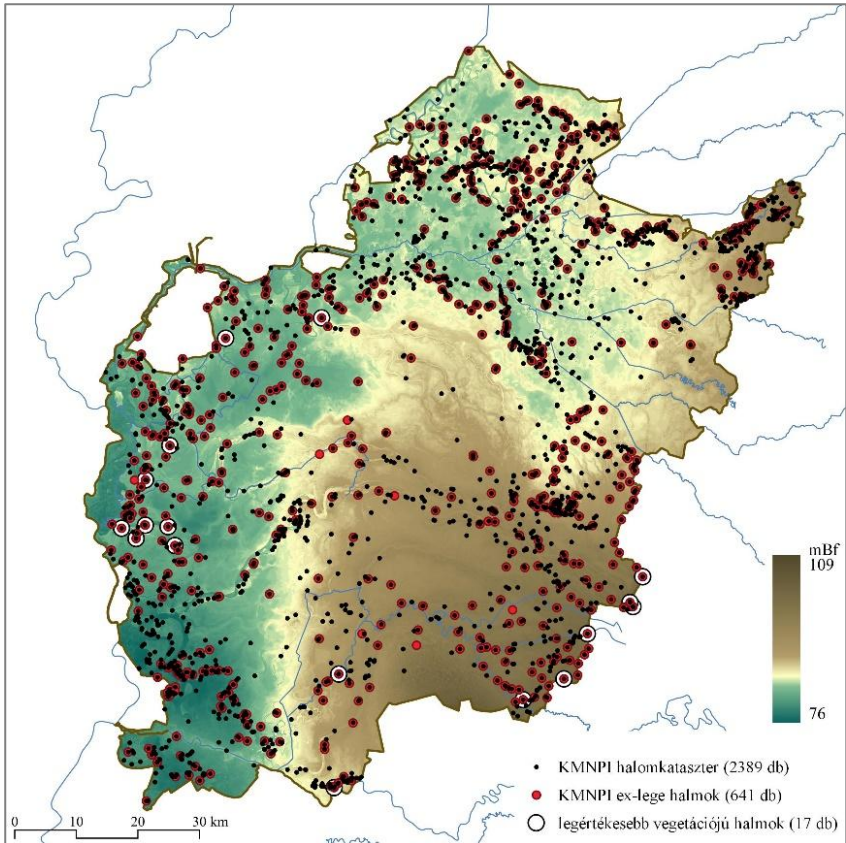 mBf
109
76
KMNPI halomkataszter (2389 db)
KMNPI ex-lege halmok (641 db)
legértékesebb vegetációjú halmok (17 db)
0 10 20 30 km